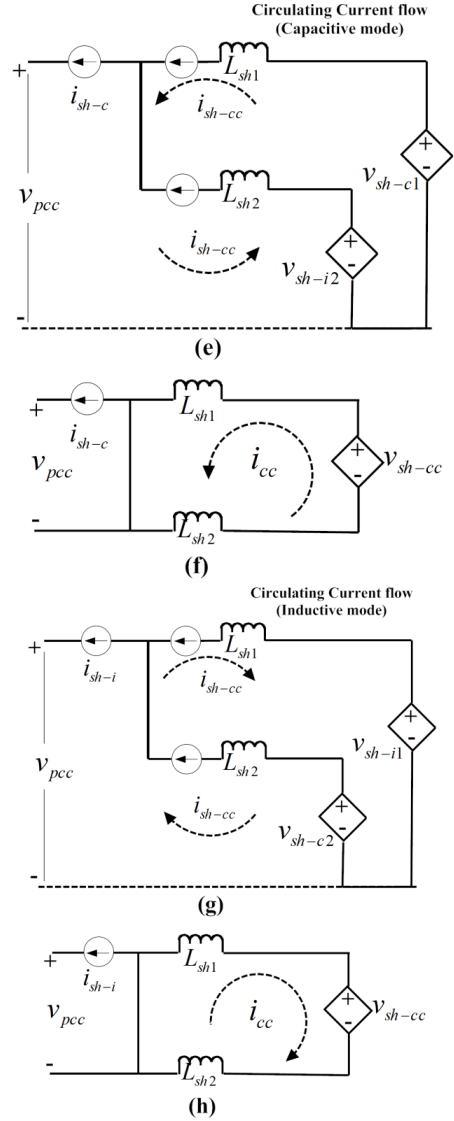 Circulating Current flow
(Capacitive mode)
+
L_{sh1}
i_{sh-c}
i_{sh-cc}
+
-
v_{sh-c1}
v_{pcc}
L_{sh2}
i_{sh-cc}
+
-
v_{sh-i2}
-
(e)
+
L_{sh1}
i_{sh-c}
v_{pcc}
i_{cc}
+
-
v_{sh-cc}
-
L_{sh2}
(f)
Circulating Current flow
(Inductive mode)
+
L_{sh1}
i_{sh-i}
i_{sh-cc}
+
-
v_{sh-i1}
v_{pcc}
L_{sh2}
i_{sh-cc}
+
-
v_{sh-c2}
-
(g)
+
L_{sh1}
i_{sh-i}
v_{pcc}
i_{cc}
+
-
v_{sh-cc}
-
L_{sh2}
(h)